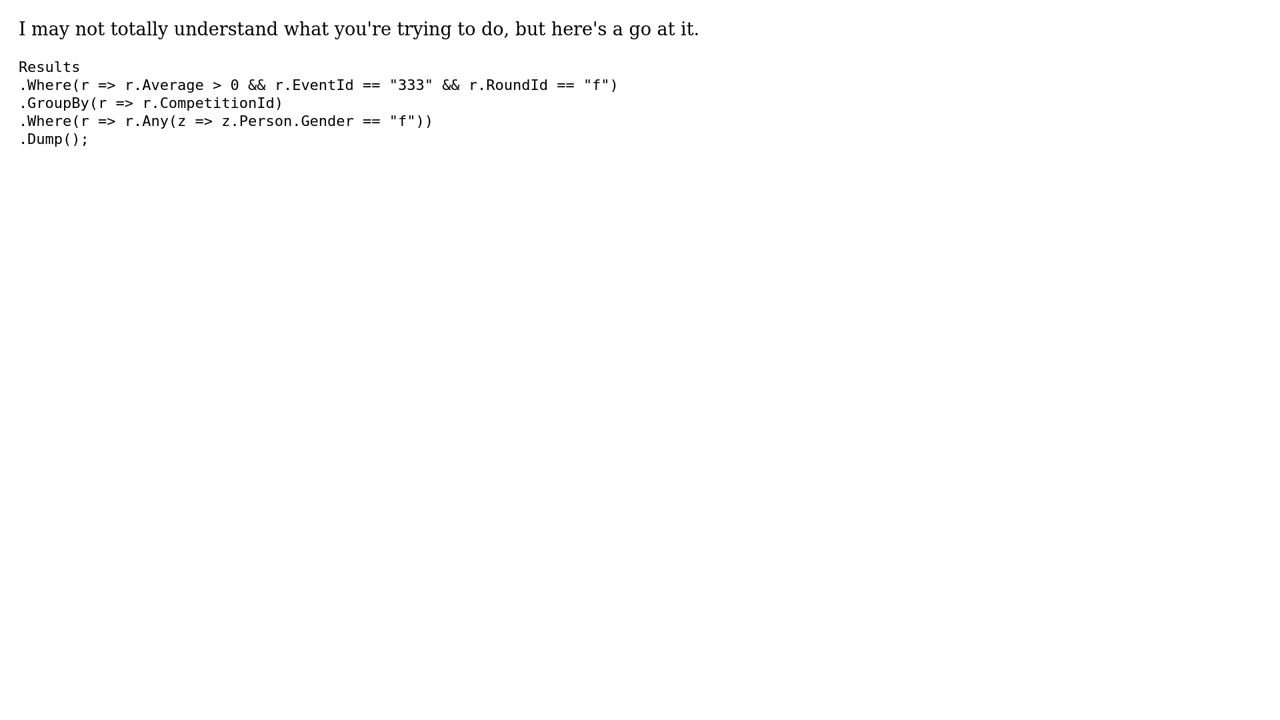 I may not totally understand what you're trying to do, but here's a go at it.
Results
.Where(r => r.Average > 0 && r.EventId == "333" && r.RoundId == "f")
.GroupBy(r => r.CompetitionId)
.Where(r => r.Any(z => z.Person.Gender == "f"))
.Dump();